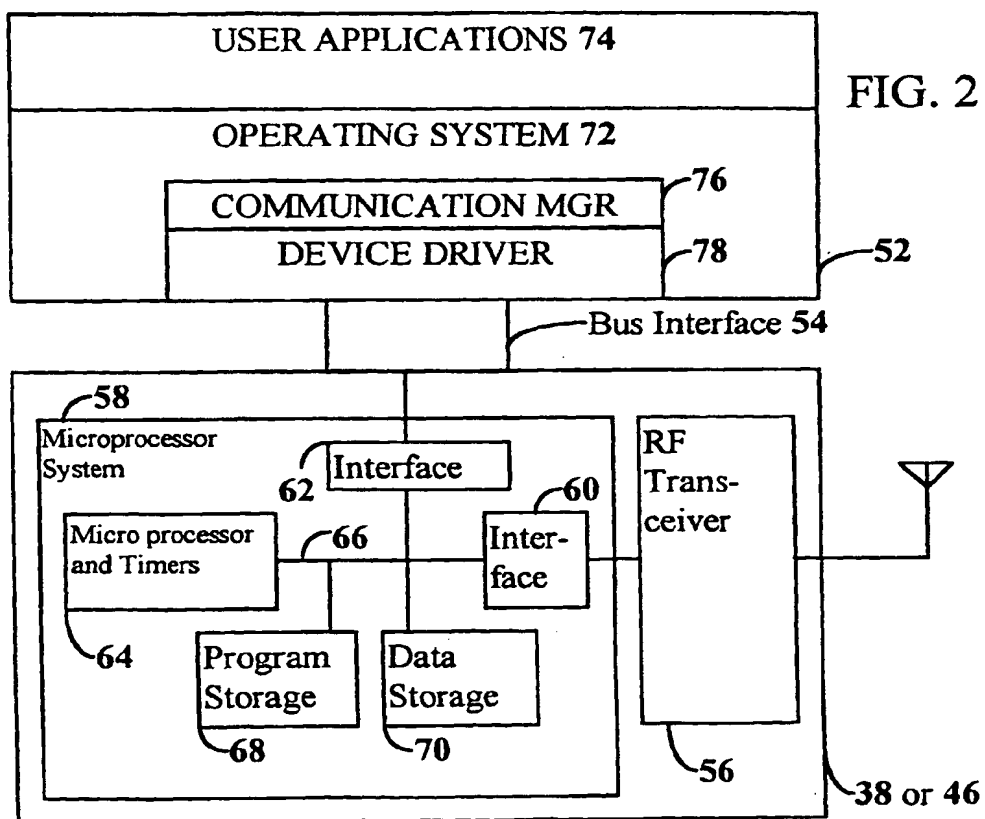 USER APPLICATIONS 74
FIG. 2
OPERATING SYSTEM 72
76
COMMUNICATION MGR
DEVICE DRIVER
78
52
Bus Interface 54
58
Microprocessor
System
62
Interface
60
RF
Trans-
ceiver
Micro processor
and Timers
66
Inter-
face
64
Program
Storage
Data
Storage
68
70
56
38 or 46